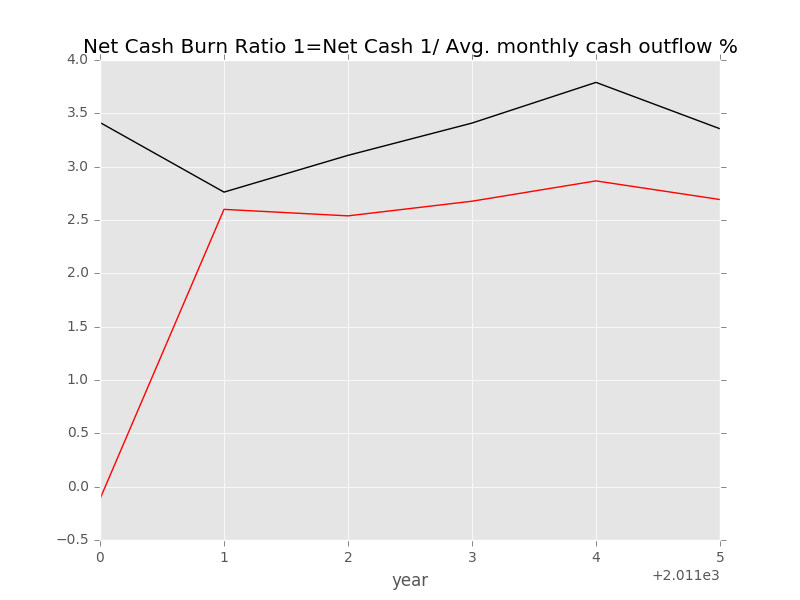 Net Cash Burn Ratio 1=Net Cash 1/ Avg. monthly cash outflow %
4.0
3.5
3.0
2.5
2.0
1.5
1.0
0.5
0.0
−0.5
0 1 2 3 4 5
+2.011e3
year